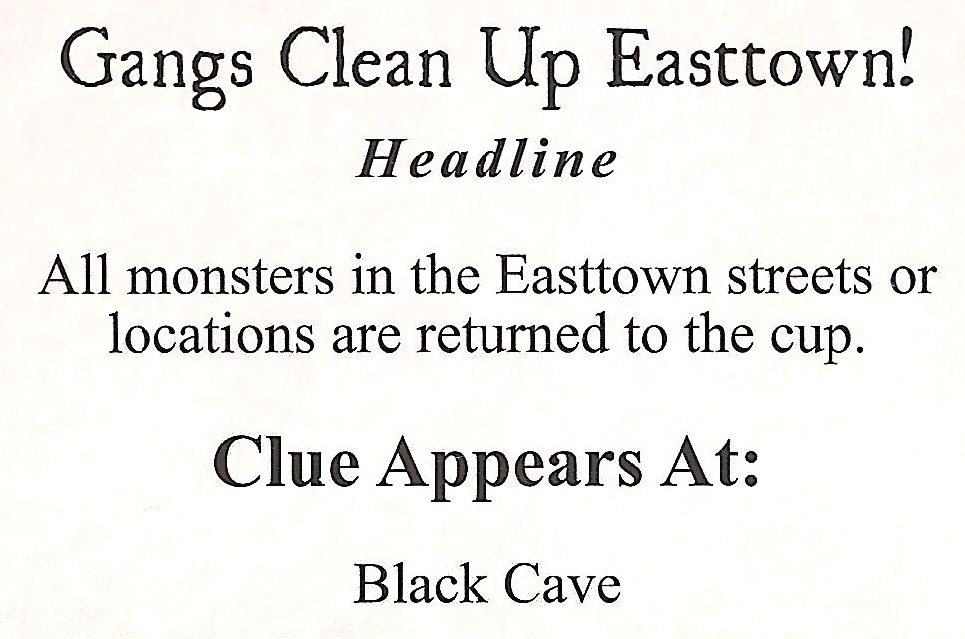 Gangs Clean Up Easttown!
Headline
All monsters in the Easttown streets or
locations are returned to the cup.
Clue Appears At:
Black Cave